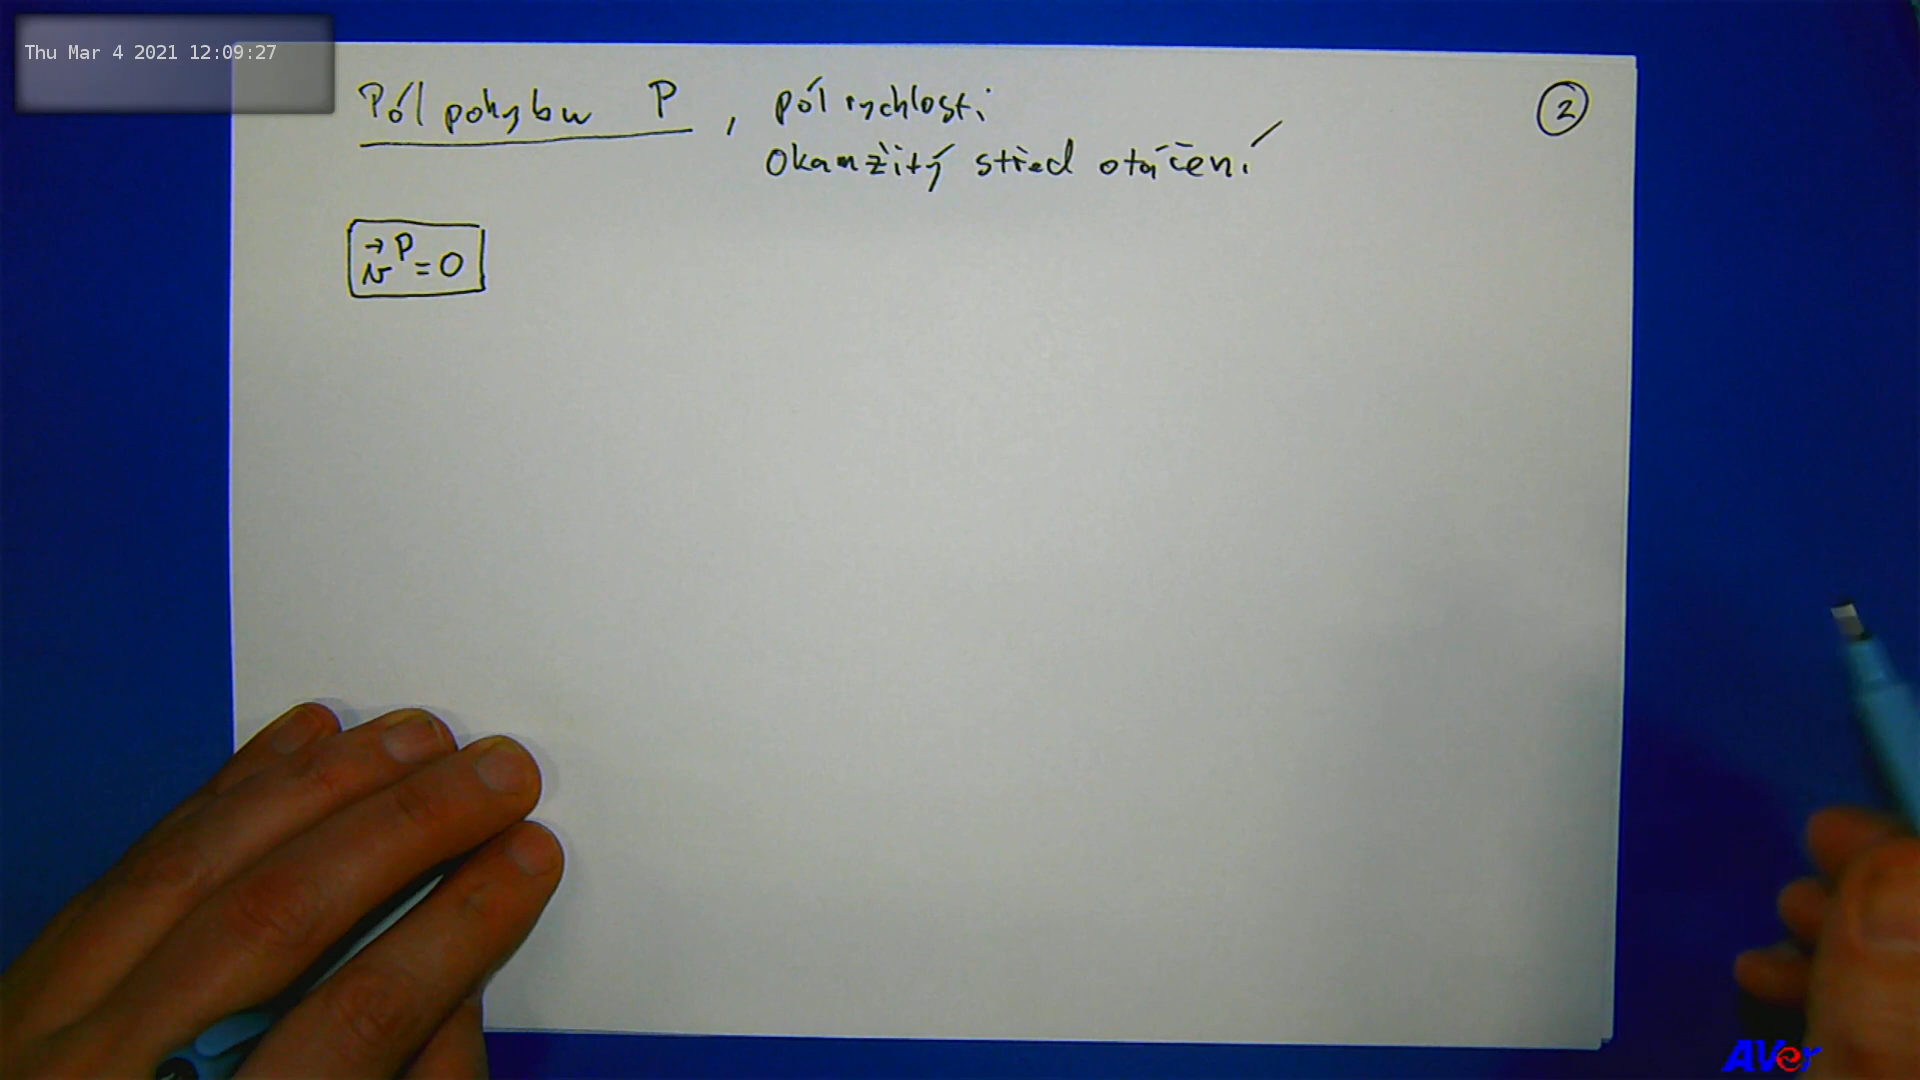 Thu Mar 4 2021 12:09:27
Pól pohybu P , pól rychlosti
②
Okamžitý střed otáčení
v⃗ᴾ = 0
AVer